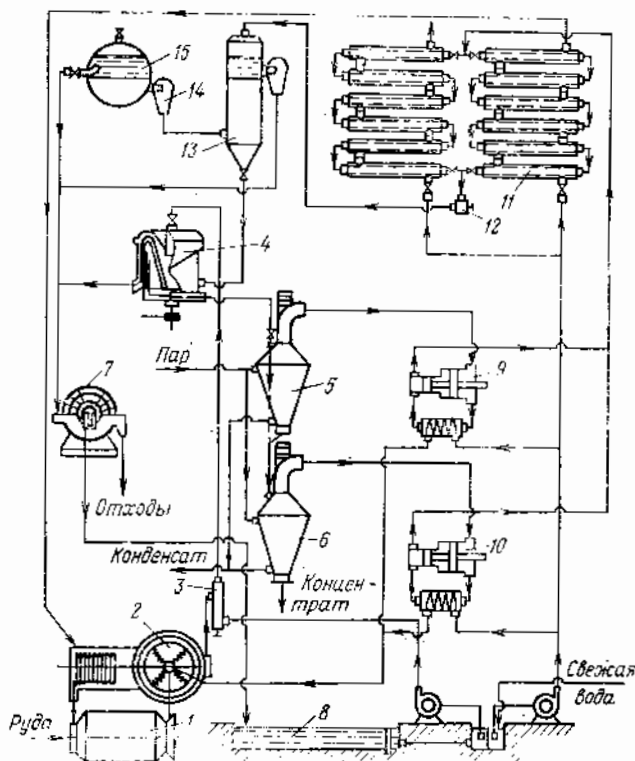 15
14
13
11
12
4
Пар
5
9
7
Отходы
6
10
Конденсат
Концен-
трат
3
2
Свежая
вода
Руда
1
8